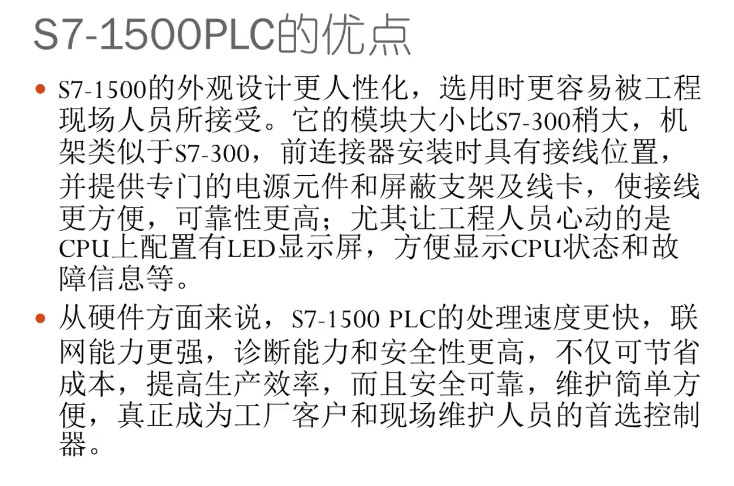 S7-1500PLC的优点
• S7-1500的外观设计更人性化，选用时更容易被工程
现场人员所接受。它的模块大小比S7-300稍大，机
架类似于S7-300，前连接器安装时具有接线位置，
并提供专门的电源元件和屏蔽支架及线卡，使接线
更方便，可靠性更高；尤其让工程人员心动的是
CPU上配置有LED显示屏，方便显示CPU状态和故
障信息等。
• 从硬件方面来说，S7-1500 PLC的处理速度更快，联
网能力更强，诊断能力和安全性更高，不仅可节省
成本，提高生产效率，而且安全可靠，维护简单方
便，真正成为工厂客户和现场维护人员的首选控制
器。